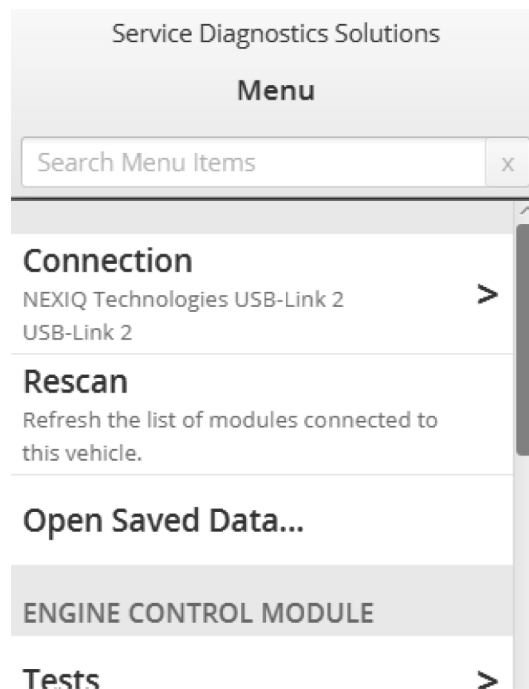 Service Diagnostics Solutions
Menu
Search Menu Items
x
Connection
NEXIQ Technologies USB-Link 2
USB-Link 2
>
Rescan
Refresh the list of modules connected to
this vehicle.
Open Saved Data...
ENGINE CONTROL MODULE
Tests
>